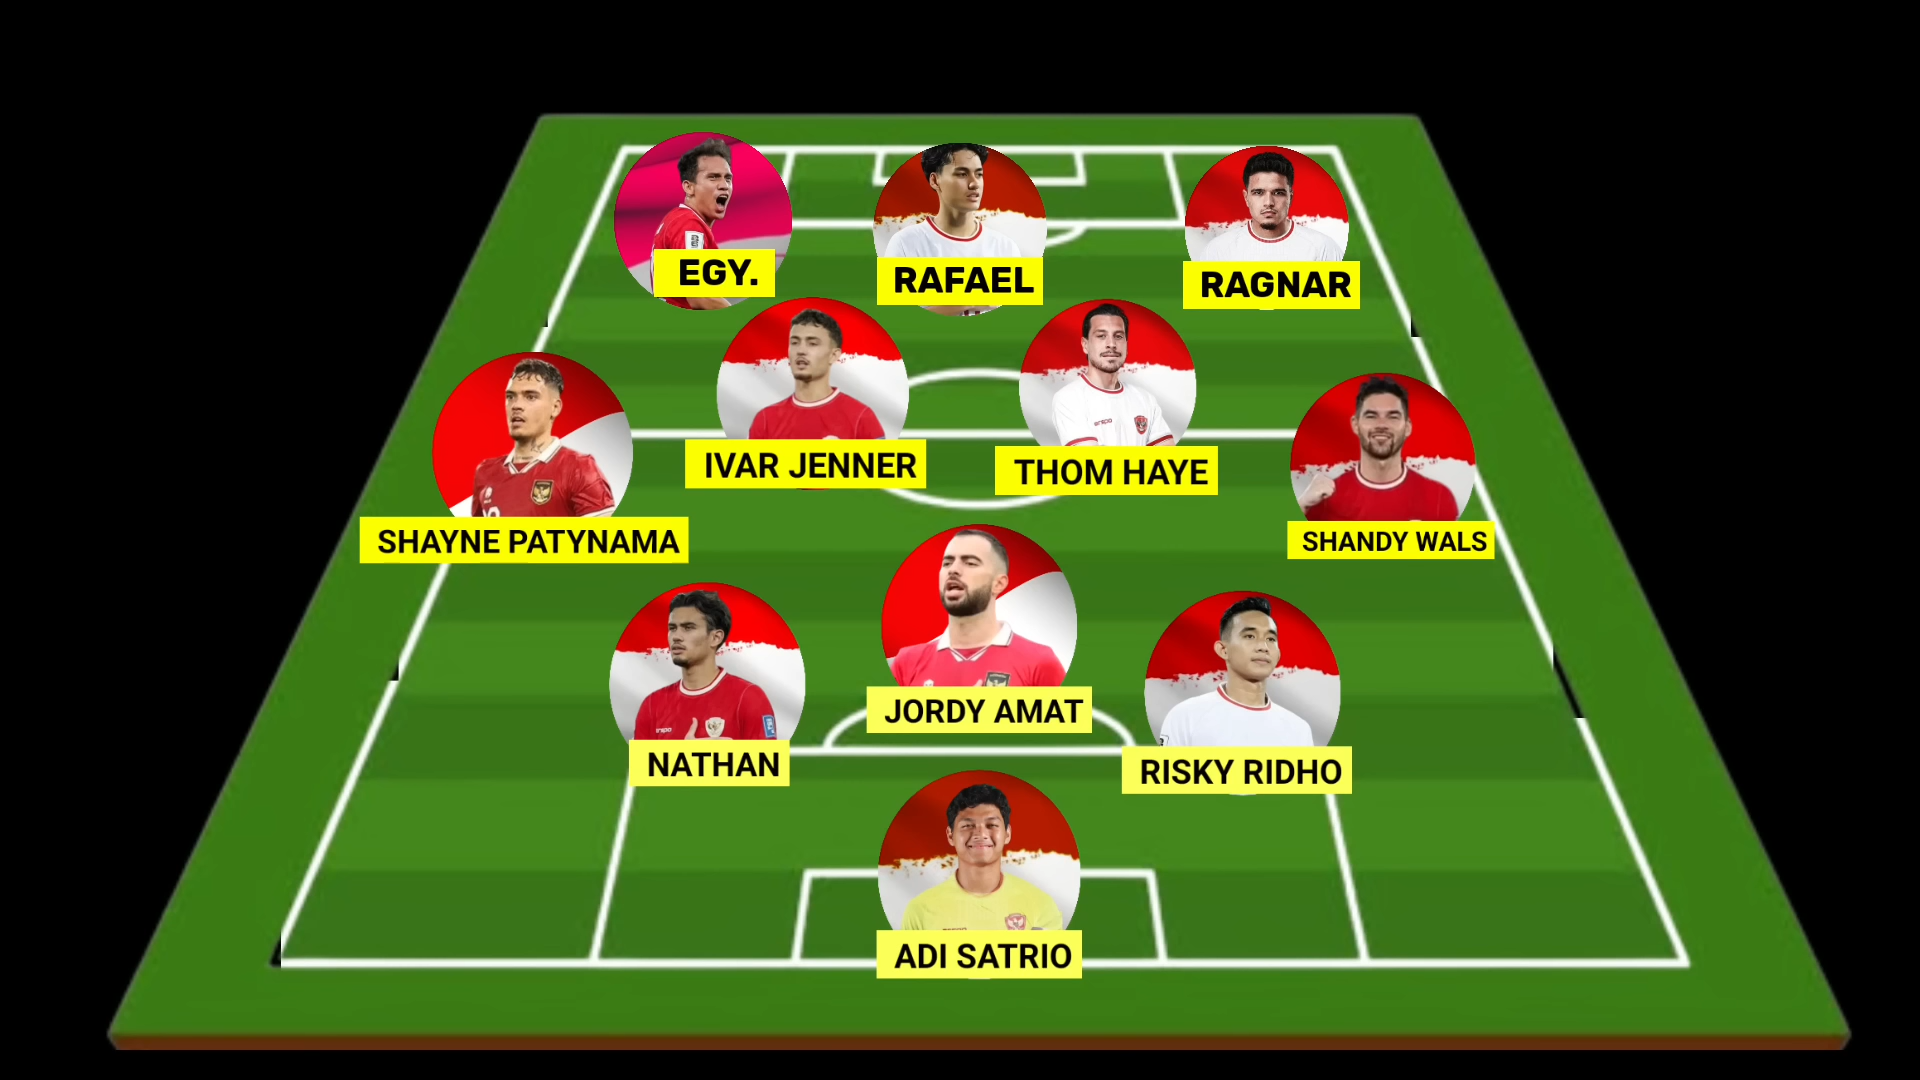 EGY.
RAFAEL
RAGNAR
IVAR JENNER
THOM HAYE
SHAYNE PATYNAMA
SHANDY WALS
JORDY AMAT
NATHAN
RISKY RIDHO
ADI SATRIO